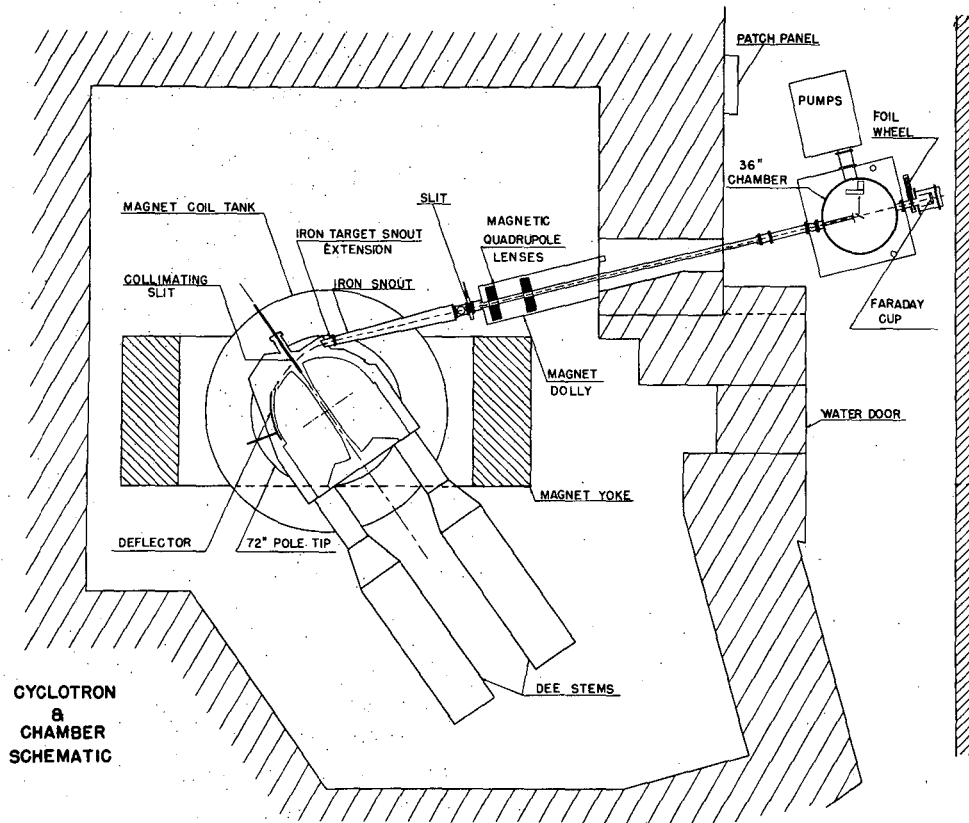 PATCH PANEL
PUMPS
FOIL
WHEEL
36"
CHAMBER
SLIT
MAGNET COIL TANK
MAGNETIC
QUADRUPOLE
LENSES
IRON TARGET SNOUT
EXTENSION
COLLIMATING
SLIT
IRON SNOUT
FARADAY
CUP
MAGNET
DOLLY
WATER DOOR
MAGNET YOKE
DEFLECTOR
72" POLE TIP
DEE STEMS
CYCLOTRON
&
CHAMBER
SCHEMATIC